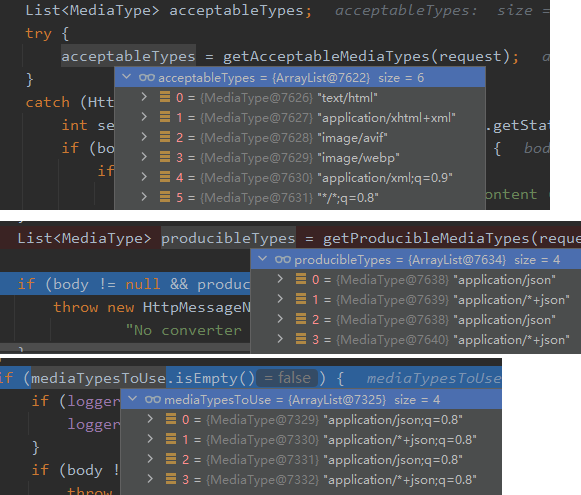 List<MediaType> acceptableTypes;   acceptableTypes:  size =
try {
acceptableTypes = getAcceptableMediaTypes(request);
}
acceptableTypes = {ArrayList@7622}  size = 6
catch (Ht
0 = {MediaType@7626} "text/html"
int se
1 = {MediaType@7627} "application/xhtml+xml"
.getStat
if (bo
2 = {MediaType@7628} "image/avif"
{ bod
if
3 = {MediaType@7629} "image/webp"
4 = {MediaType@7630} "application/xml;q=0.9"
5 = {MediaType@7631} "*/*;q=0.8"
ontent
List<MediaType> producibleTypes = getProducibleMediaTypes(reque
producibleTypes = {ArrayList@7634}  size = 4
if (body != null && produc
0 = {MediaType@7638} "application/json"
throw new HttpMessageN
1 = {MediaType@7639} "application/*+json"
"No converter
2 = {MediaType@7638} "application/json"
3 = {MediaType@7640} "application/*+json"
if (mediaTypesToUse.isEmpty() = false ) {   mediaTypesToUse
if (logger
mediaTypesToUse = {ArrayList@7325}  size = 4
logger
0 = {MediaType@7329} "application/json;q=0.8"
}
1 = {MediaType@7330} "application/*+json;q=0.8"
2 = {MediaType@7331} "application/json;q=0.8"
if (body !
3 = {MediaType@7332} "application/*+json;q=0.8"
throw